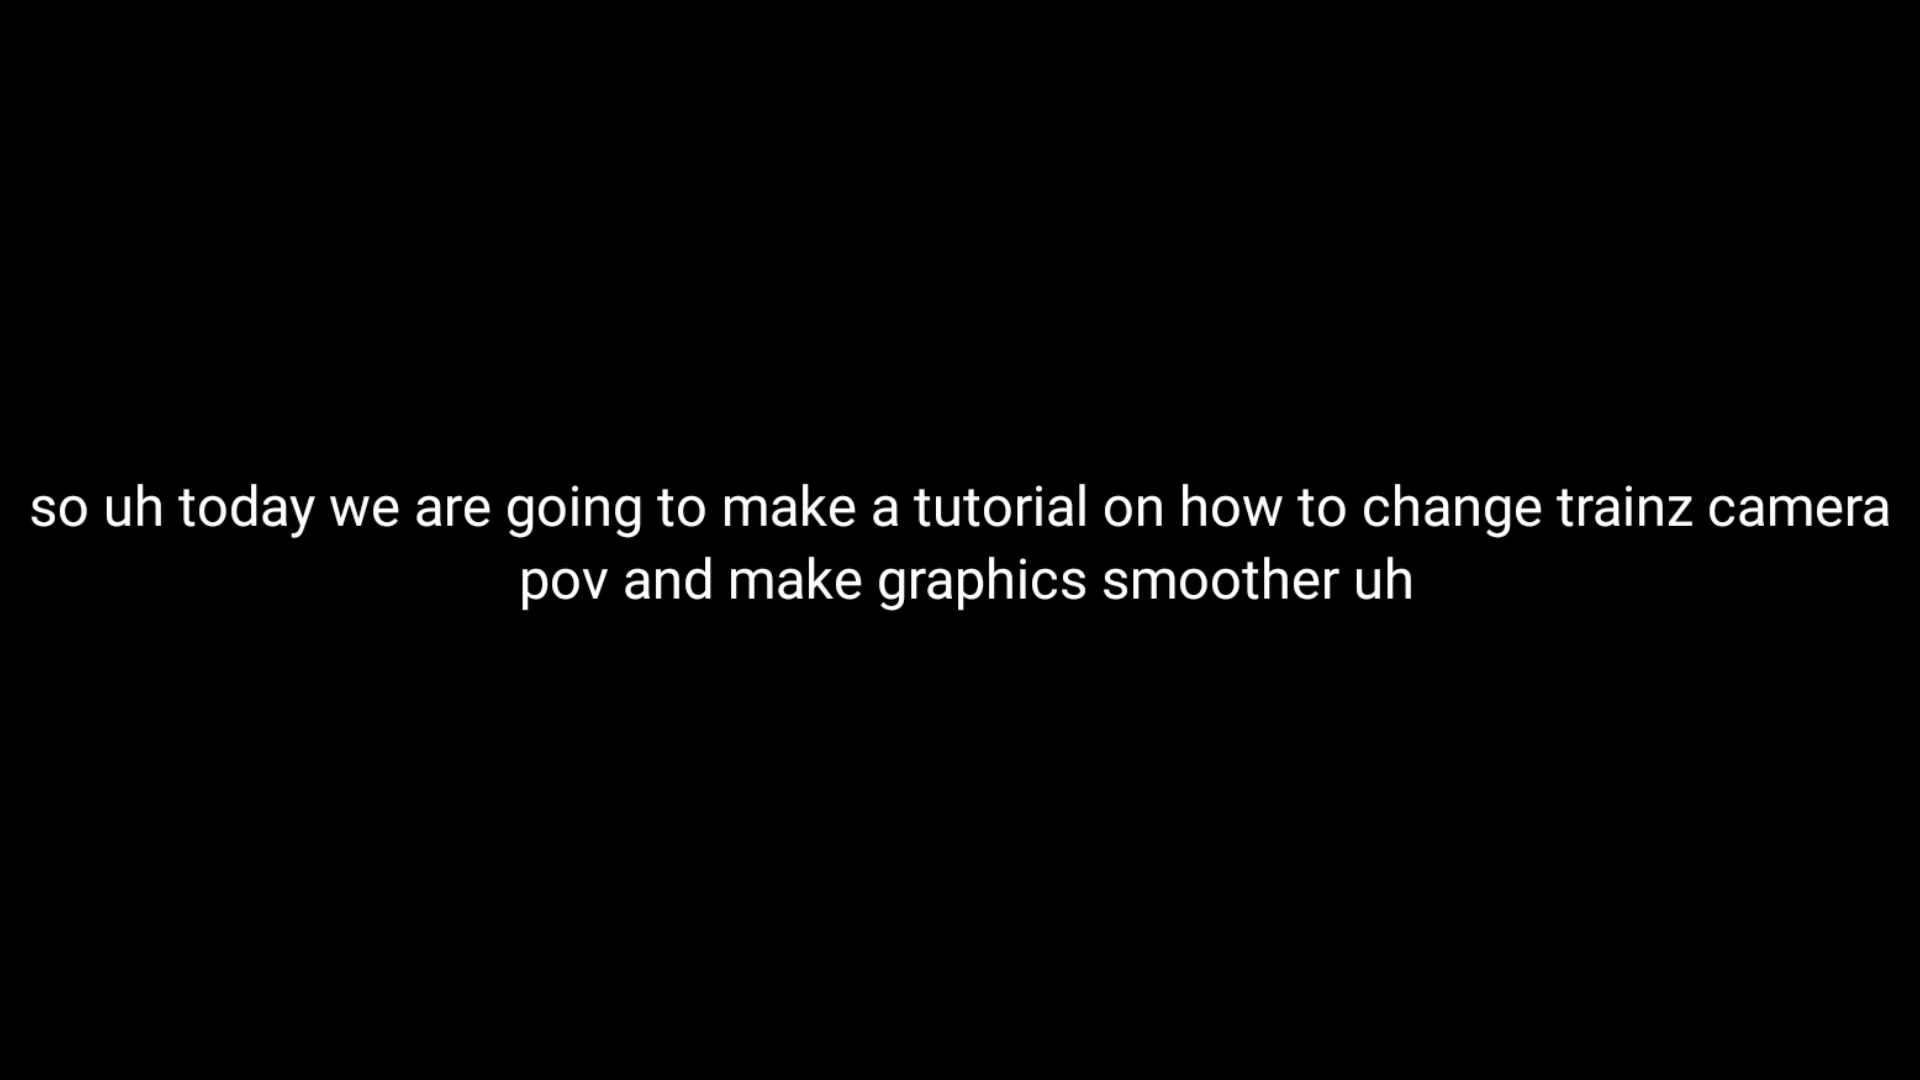 so uh today we are going to make a tutorial on how to change trainz camera
pov and make graphics smoother uh